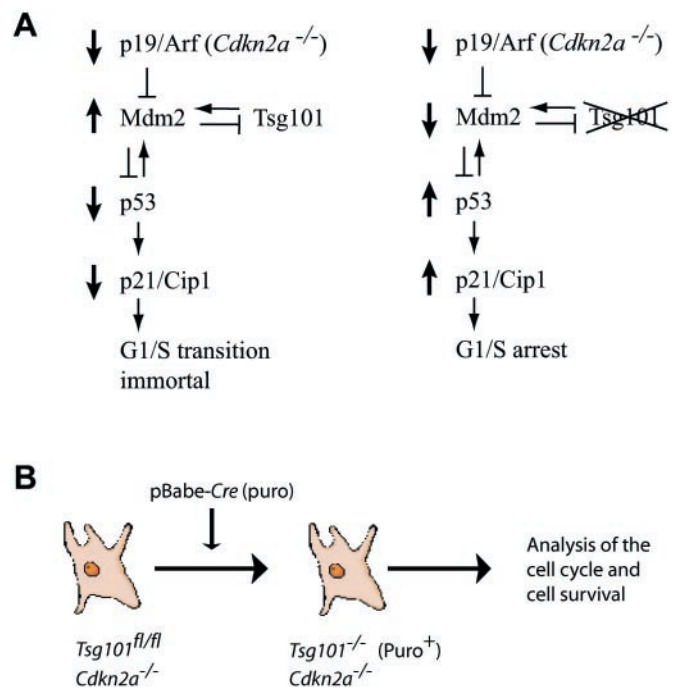 A
p19/Arf (Cdkn2a -/-)
Mdm2 Tsg101
p53
p21/Cip1
G1/S transition
immortal
p19/Arf (Cdkn2a -/-)
Mdm2 Tsg101
p53
p21/Cip1
G1/S arrest
B
pBabe-Cre (puro)
Tsg101fl/fl
Cdkn2a-/-
Tsg101-/- (Puro+)
Cdkn2a-/-
Analysis of the
cell cycle and
cell survival